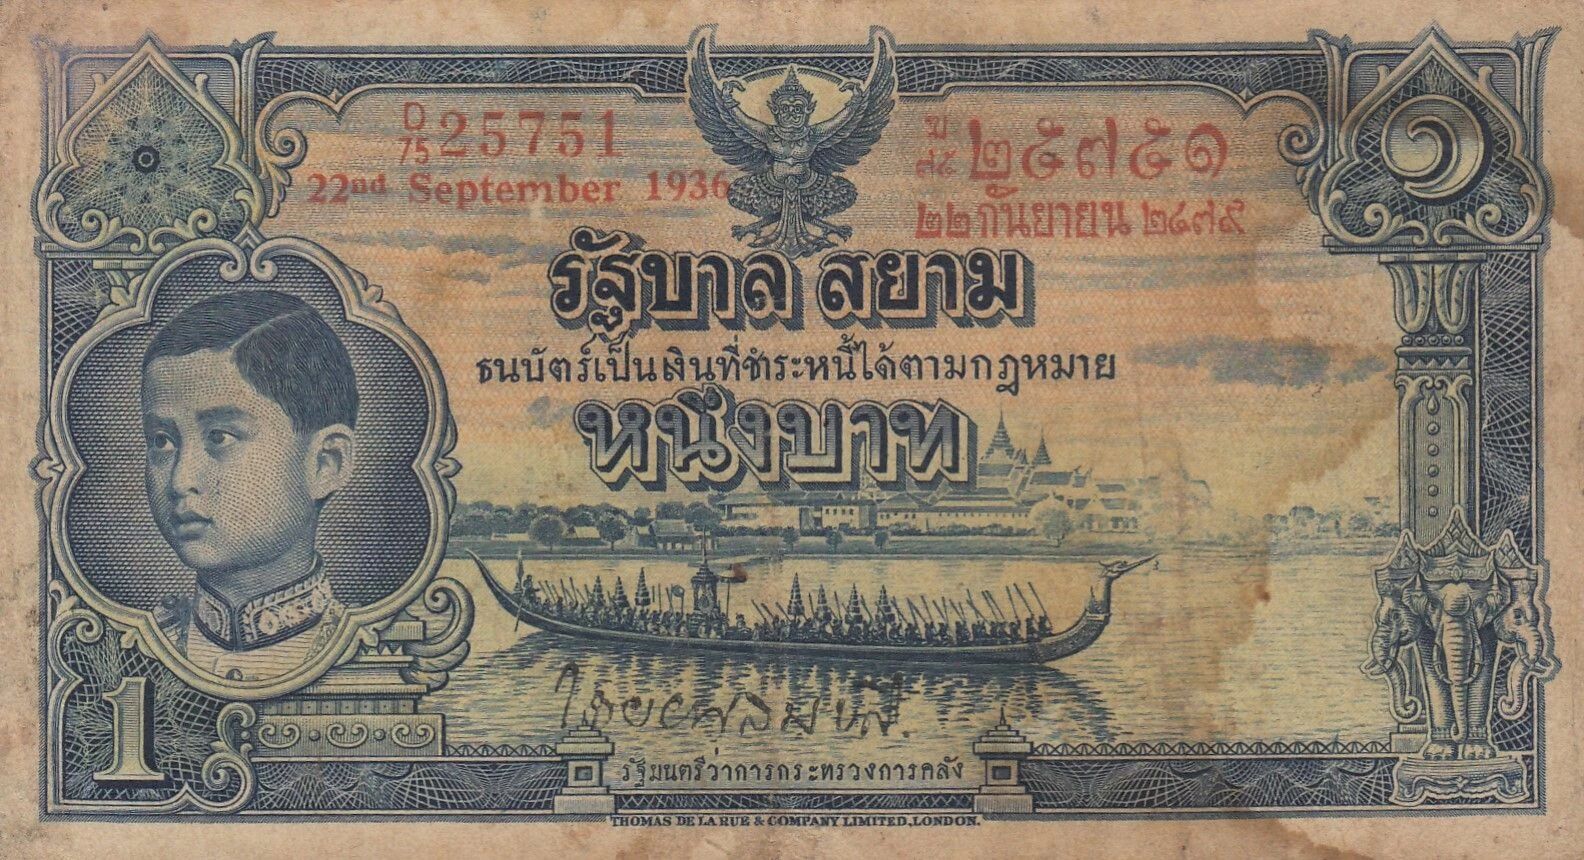 D/75 25751
22nd September 1936
ป/๗๕ ๒๕๗๕๑
๒๒ กันยายน ๒๔๗๙
๑
รัฐบาล สยาม
ธนบัตร์เป็นเงินที่ชำระหนี้ได้ตามกฎหมาย
หนึ่งบาท
รัฐมนตรีว่าการกระทรวงการคลัง
1
THOMAS DE LA RUE & COMPANY LIMITED, LONDON.